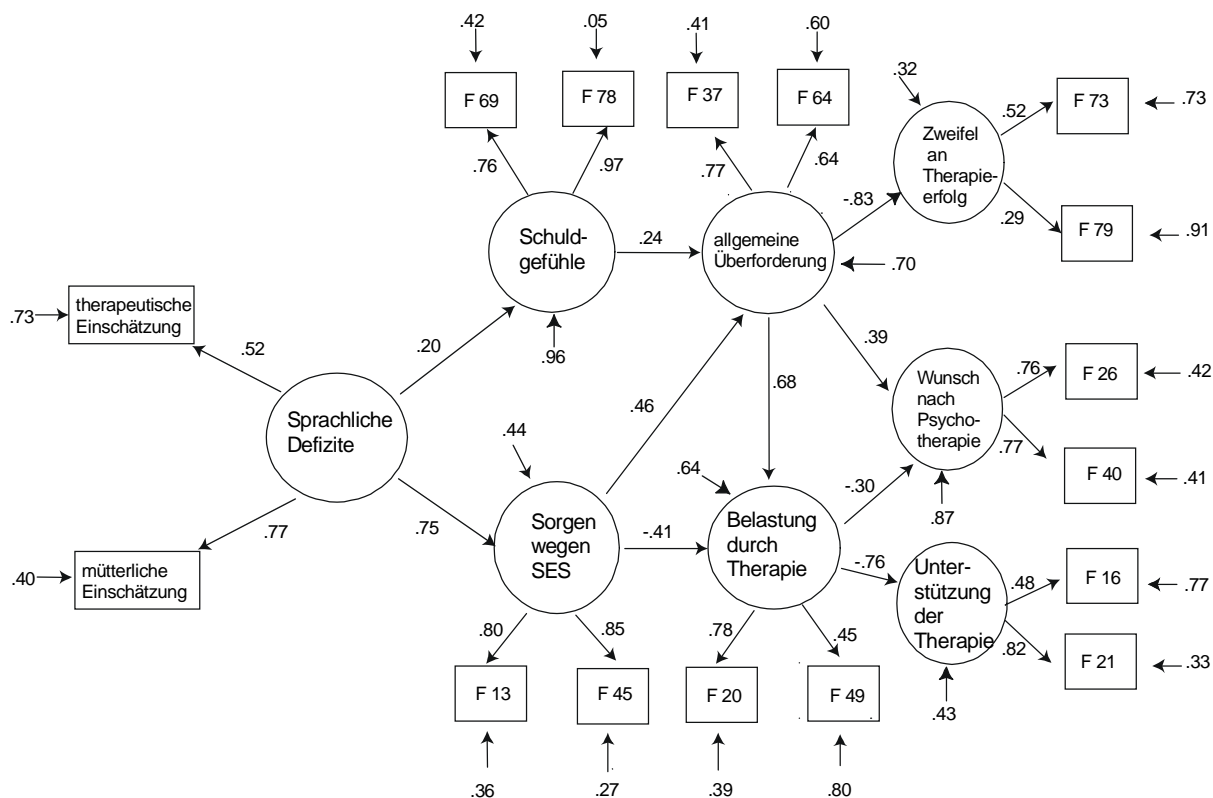 .42
.05
.41
.60
F 69
F 78
F 37
F 64
.32
.52
F 73
.73
.76
.97
.77
.64
Zweifel
an
Therapie-
erfolg
-.83
.29
F 79
.91
Schuld-
gefühle
.24
allgemeine
Überforderung
.70
therapeutische
Einschätzung
.73
.52
.20
.96
.39
.68
.46
Wunsch
nach
Psycho-
therapie
.76
F 26
.42
.77
F 40
.41
.87
Sprachliche
Defizite
.44
.64
-.30
.77
.75
Sorgen
wegen
SES
-.41
Belastung
durch
Therapie
-.76
Unter-
stützung
der
Therapie
.48
F 16
.77
.82
F 21
.33
.43
.40
mütterliche
Einschätzung
.80
.85
.78
.45
F 13
F 45
F 20
F 49
.36
.27
.39
.80